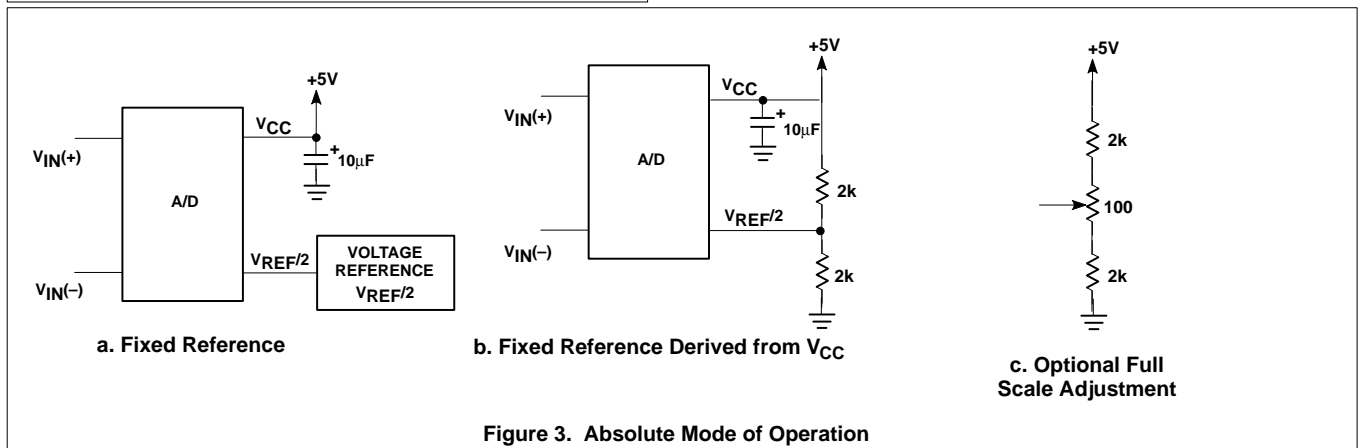 +5V
VCC
VIN(+)
+
10μF
A/D
VREF/2
VOLTAGE
REFERENCE
VREF/2
VIN(–)
a. Fixed Reference
+5V
VCC
VIN(+)
+
10μF
A/D
2k
VREF/2
VIN(–)
2k
b. Fixed Reference Derived from VCC
+5V
2k
100
2k
c. Optional Full
Scale Adjustment
Figure 3. Absolute Mode of Operation